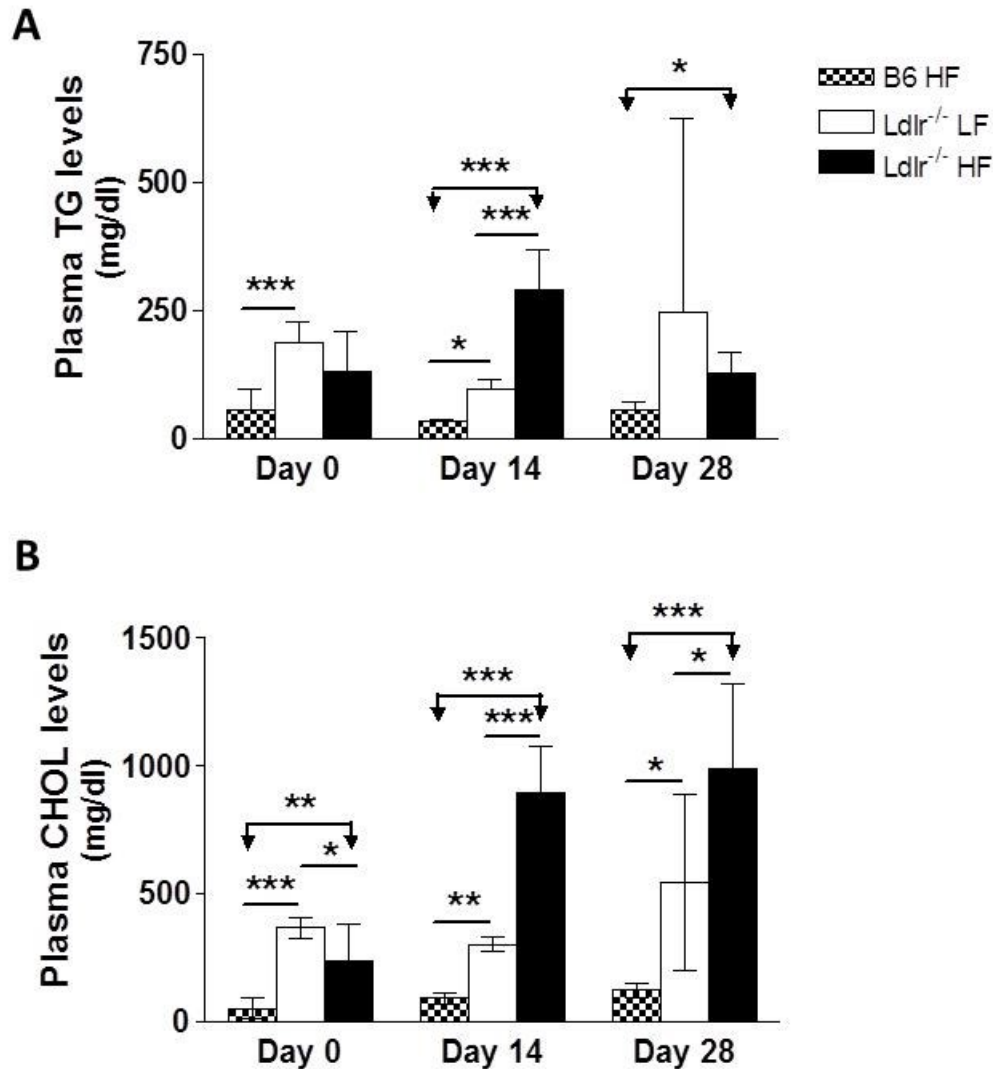 A
Plasma TG levels
(mg/dl)
750
500
250
0
***
***
***
*
*
Day 0
Day 14
Day 28
B6 HF
Ldlr-/- LF
Ldlr-/- HF
B
Plasma CHOL levels
(mg/dl)
1500
1000
500
0
**
*
***
***
***
**
***
*
*
Day 0
Day 14
Day 28